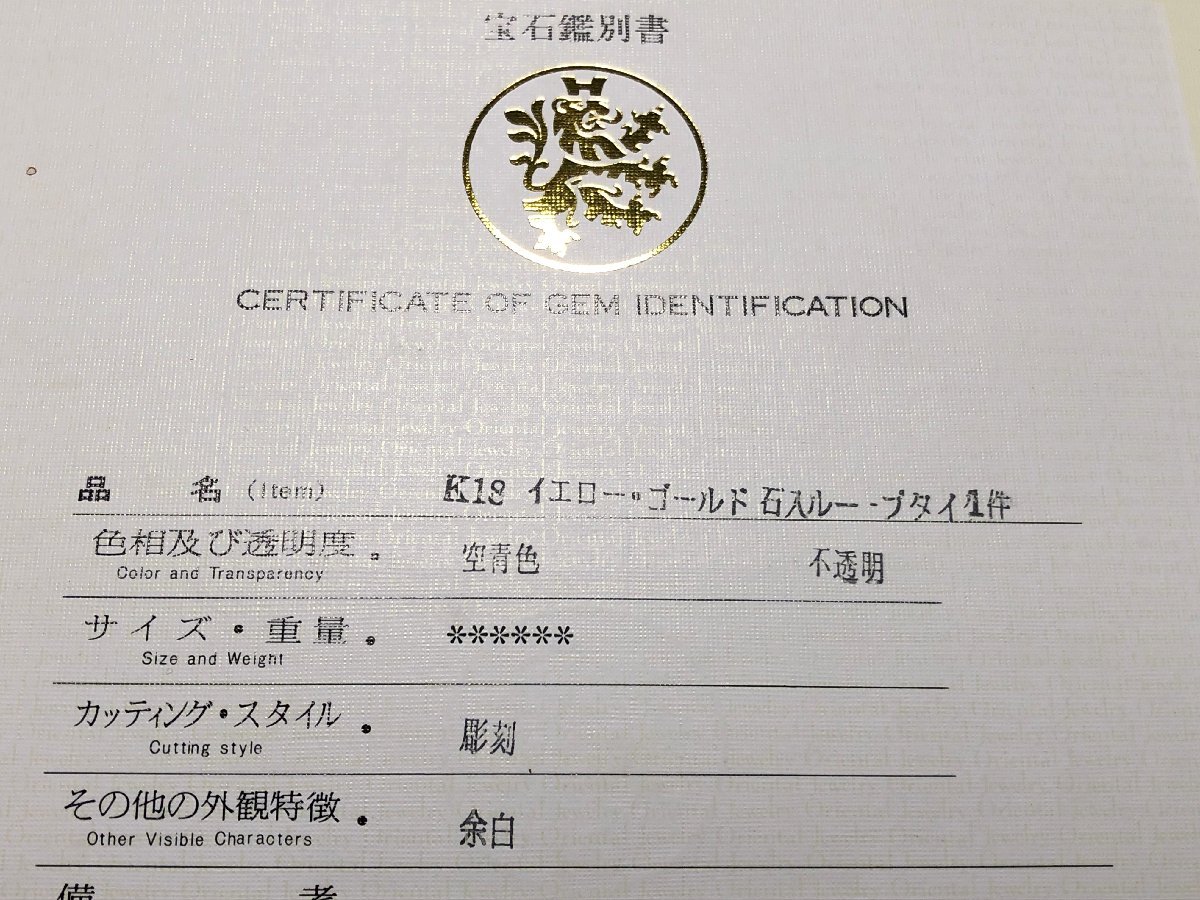 宝石鑑別書
CERTIFICATE OF GEM IDENTIFICATION
品 名 (Item) K18 イエロー・ゴールド 石入ループタイ1件
色相及び透明度. 空青色 不透明
Color and Transparency
サイズ・重量. ******
Size and Weight
カッティング・スタイル・ 彫刻
Cutting style
その他の外観特徴・ 余白
Other Visible Characters
備 考